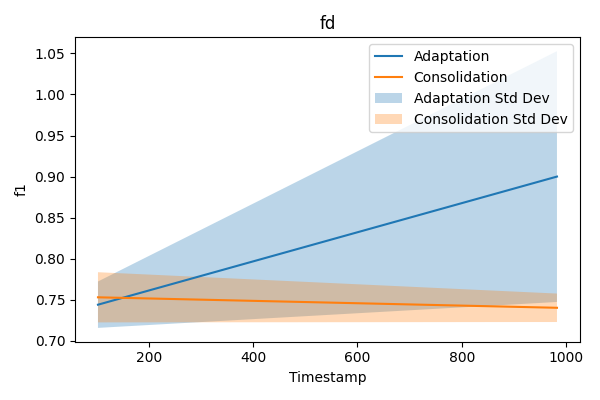 fd
Adaptation
Consolidation
Adaptation Std Dev
Consolidation Std Dev
1.05
1.00
0.95
0.90
0.85
0.80
0.75
0.70
f1
200 400 600 800 1000
Timestamp